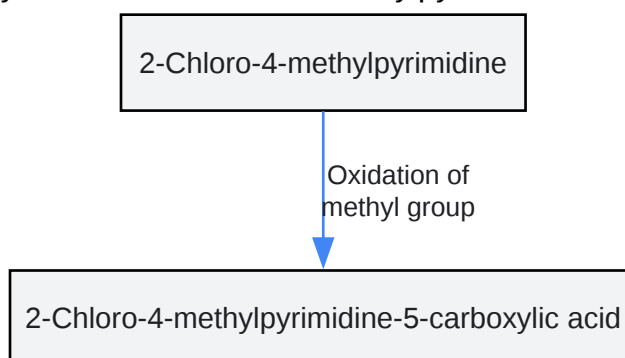 2-Chloro-4-methylpyrimidine
Oxidation of
methyl group
2-Chloro-4-methylpyrimidine-5-carboxylic acid